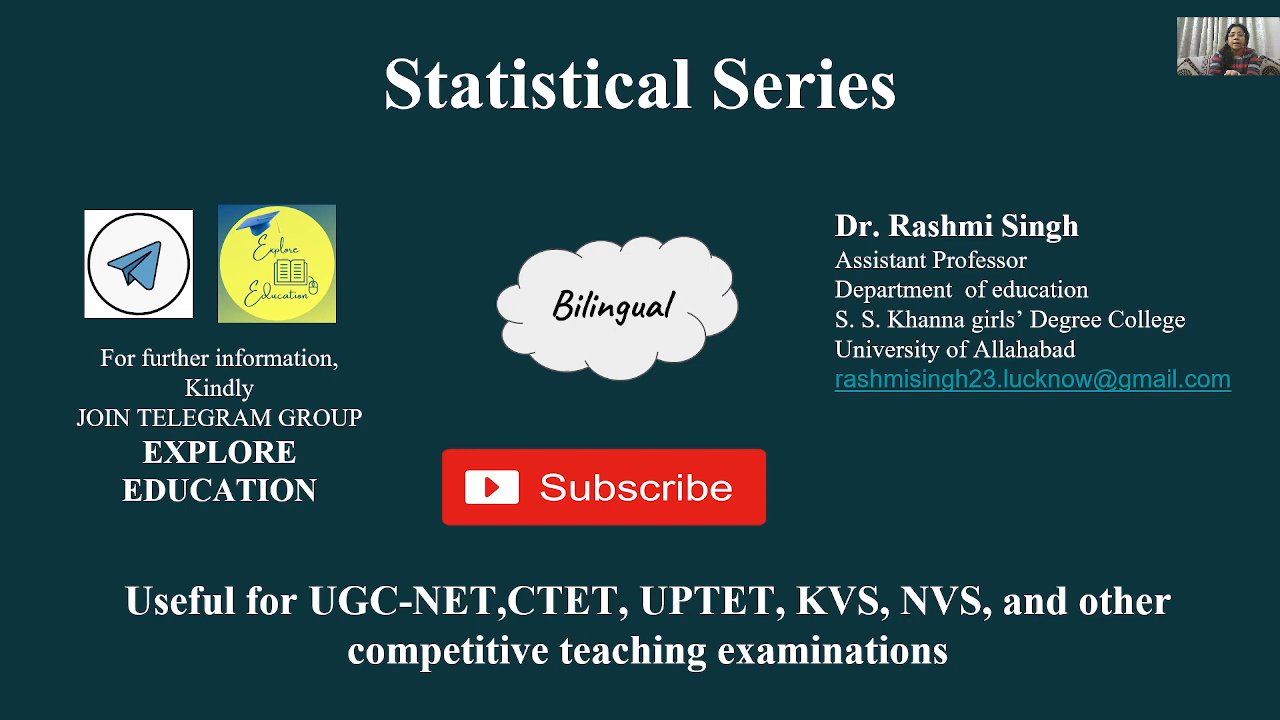 Statistical Series
Explore
Education
For further information,
Kindly
JOIN TELEGRAM GROUP
EXPLORE
EDUCATION
Bilingual
Subscribe
Dr. Rashmi Singh
Assistant Professor
Department  of education
S. S. Khanna girls’ Degree College
University of Allahabad
rashmisingh23.lucknow@gmail.com
Useful for UGC-NET,CTET, UPTET, KVS, NVS, and other
competitive teaching examinations